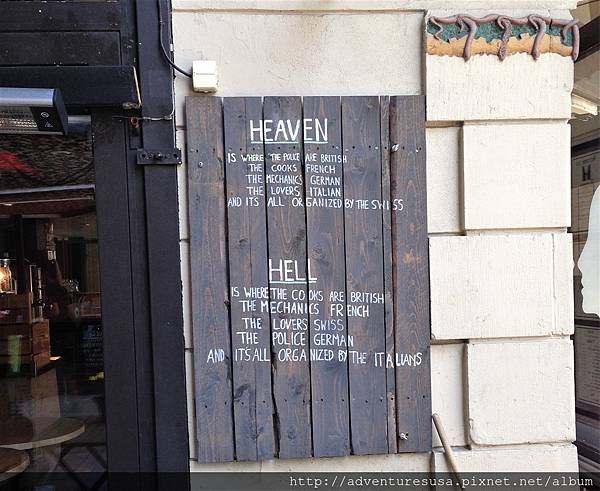 HEAVEN
IS WHERE THE POLICE ARE BRITISH
THE COOKS FRENCH
THE MECHANICS GERMAN
THE LOVERS ITALIAN
AND IT'S ALL ORGANIZED BY THE SWISS
HELL
IS WHERE THE COOKS ARE BRITISH
THE MECHANICS FRENCH
THE LOVERS SWISS
THE POLICE GERMAN
AND IT'S ALL ORGANIZED BY THE ITALIANS
http://adventuresusa.pixnet.net/album